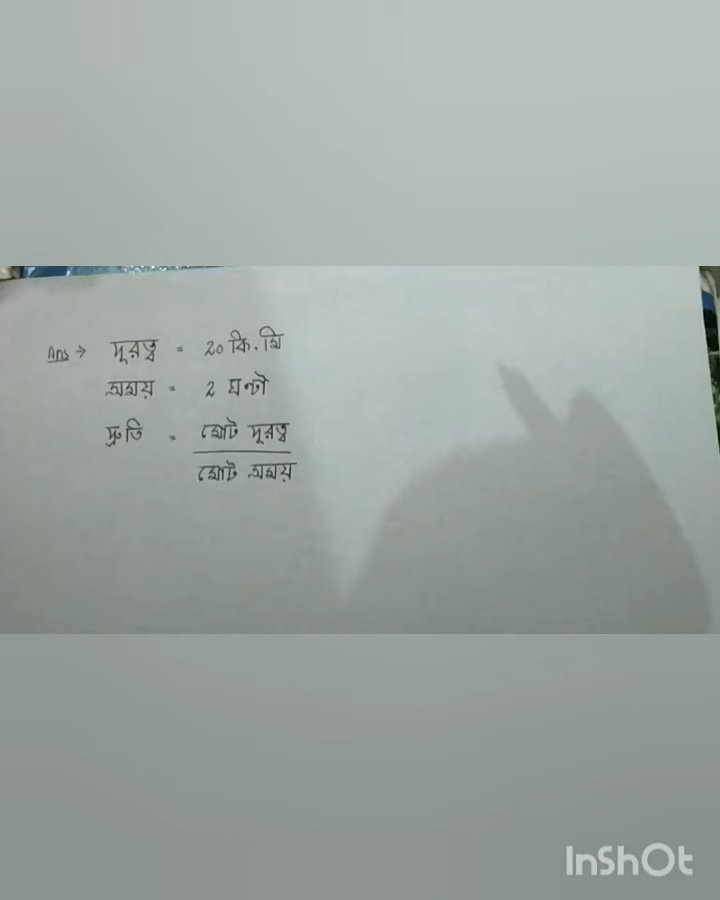 Ans → দূরত্ব = 20 কি.মি
সময় = 2 ঘন্টা
দ্রুতি = মোট দূরত্ব
মোট সময়
InShOt